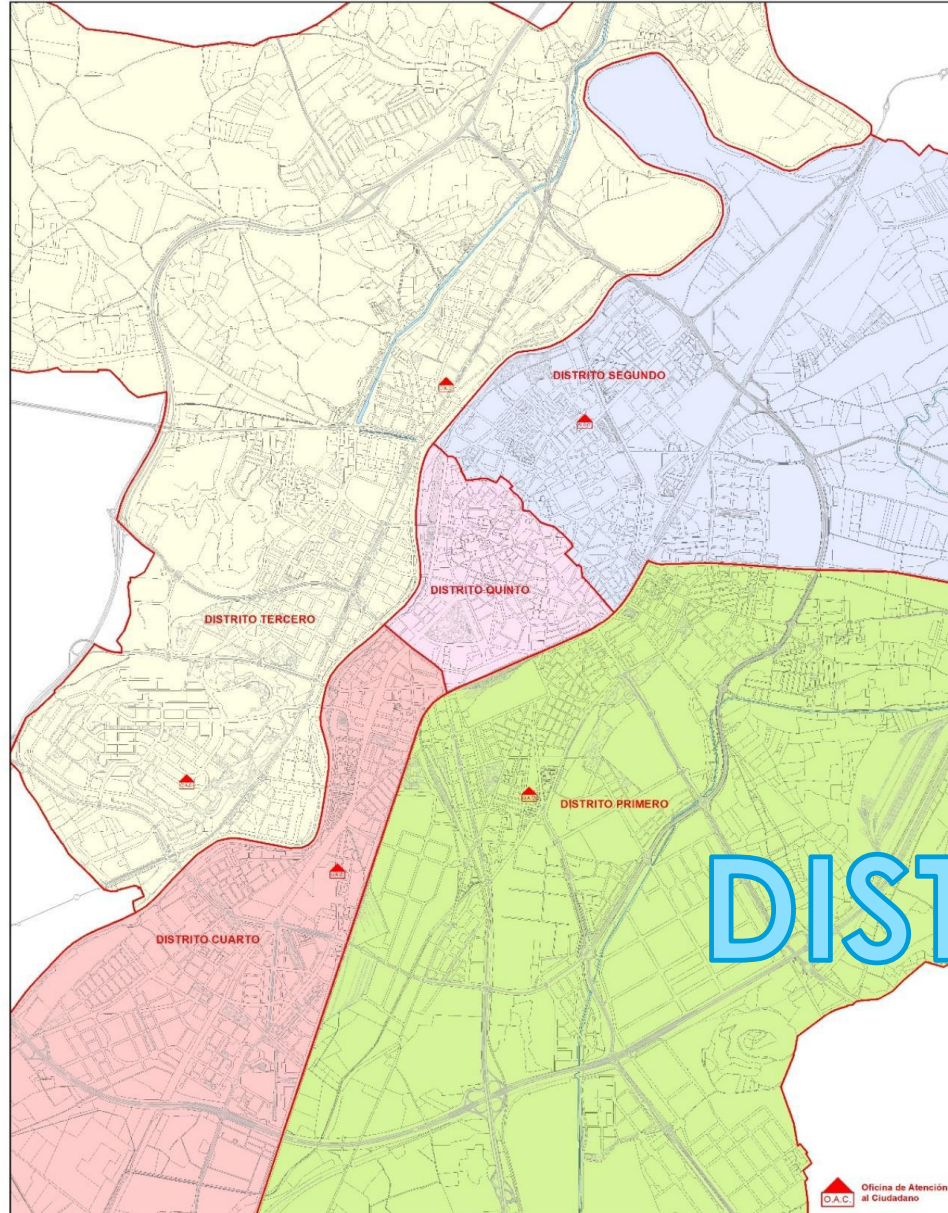 DISTRITO SEGUNDO
DISTRITO QUINTO
DISTRITO TERCERO
DISTRITO PRIMERO
DIST
DISTRITO CUARTO
Oficina de Atención
al Ciudadano
O.A.C.